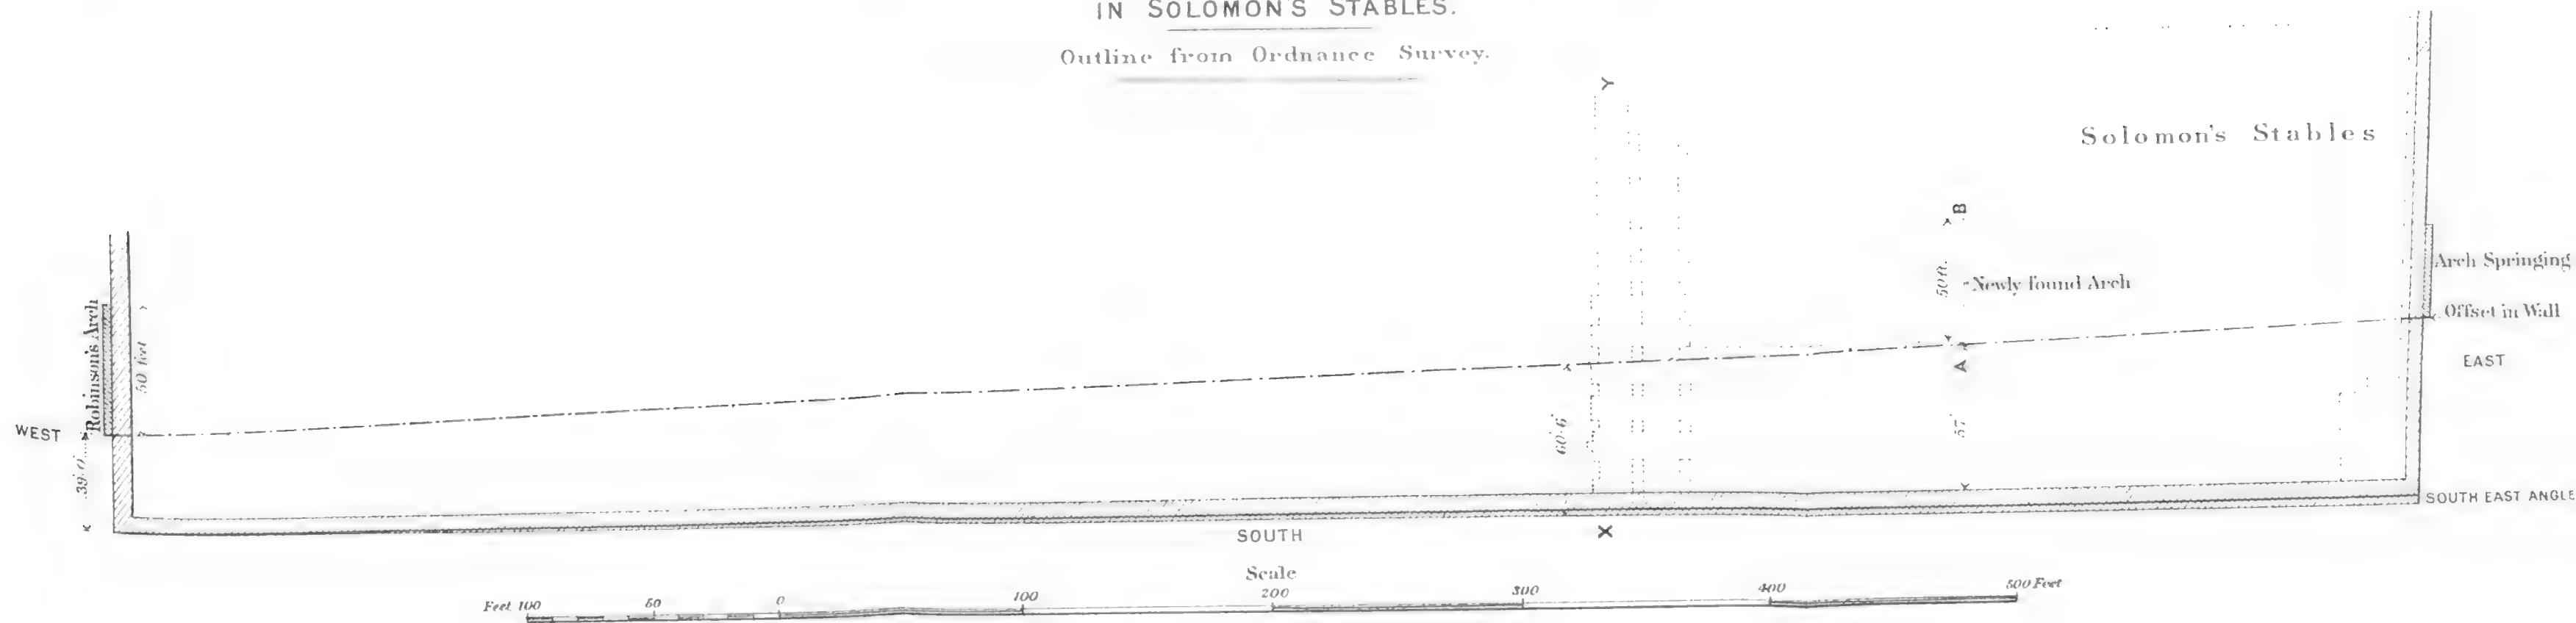 IN SOLOMON'S STABLES.
Outline from Ordnance Survey.
Y
Solomon's Stables
B
50 ft.
Newly found Arch
Arch Springing
Offset in Wall
EAST
Robinson's Arch
50 feet
WEST
39.0
60.6
A
57
SOUTH EAST ANGLE
SOUTH
X
Scale
Feet 100 50 0 100 200 300 400 500 Feet